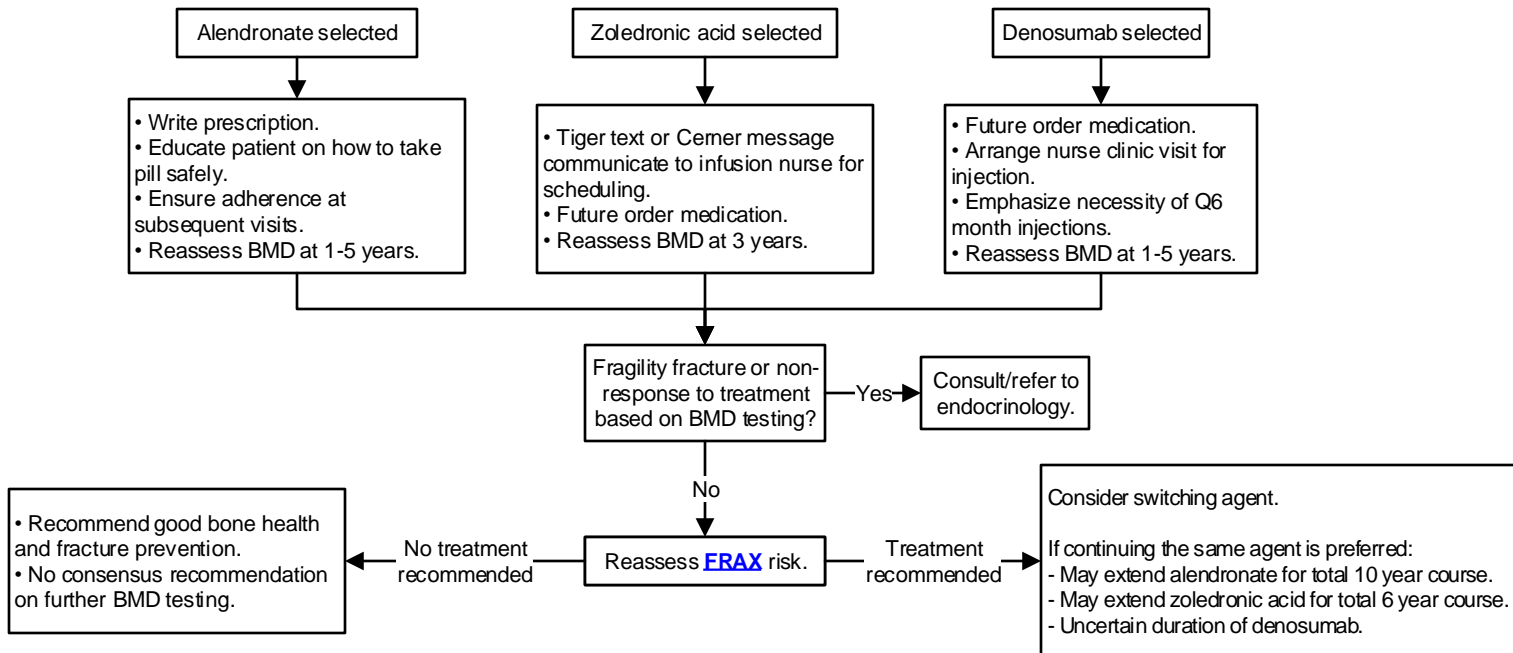 Alendronate selected
Zoledronic acid selected
Denosumab selected
• Write prescription.
• Educate patient on how to take
pill safely.
• Ensure adherence at
subsequent visits.
• Reassess BMD at 1-5 years.
• Tiger text or Cerner message
communicate to infusion nurse for
scheduling.
• Future order medication.
• Reassess BMD at 3 years.
• Future order medication.
• Arrange nurse clinic visit for
injection.
• Emphasize necessity of Q6
month injections.
• Reassess BMD at 1-5 years.
Fragility fracture or non-
response to treatment
based on BMD testing?
Yes
Consult/refer to
endocrinology.
No
Reassess FRAX risk.
No treatment
recommended
• Recommend good bone health
and fracture prevention.
• No consensus recommendation
on further BMD testing.
Treatment
recommended
Consider switching agent.
If continuing the same agent is preferred:
- May extend alendronate for total 10 year course.
- May extend zoledronic acid for total 6 year course.
- Uncertain duration of denosumab.